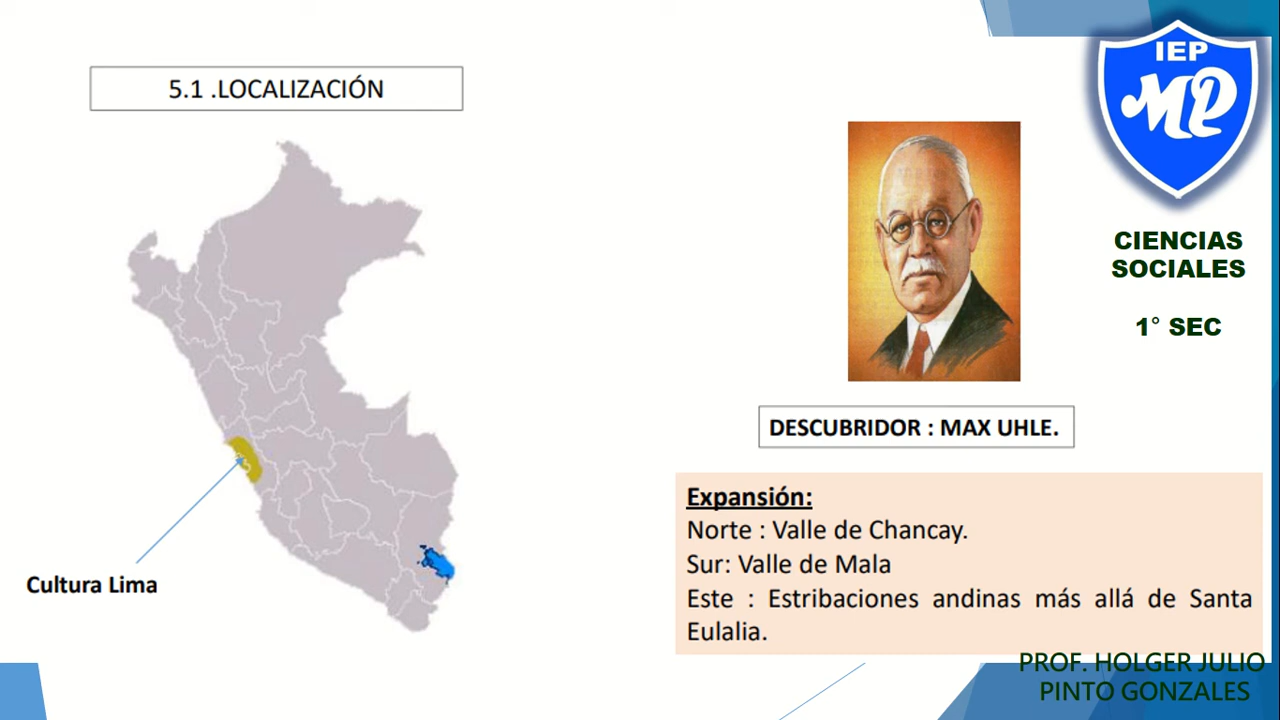 5.1 .LOCALIZACIÓN
IEP
MP
CIENCIAS
SOCIALES
1° SEC
DESCUBRIDOR : MAX UHLE.
Expansión:
Norte : Valle de Chancay.
Sur: Valle de Mala
Este : Estribaciones andinas más allá de Santa
Eulalia.
Cultura Lima
PROF. HOLGER JULIO
PINTO GONZALES